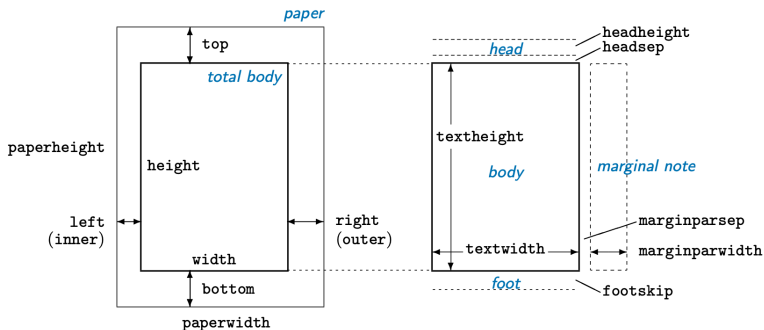 paper
top
total body
paperheight
height
left
(inner)
right
(outer)
width
bottom
paperwidth
headheight
head
headsep
textheight
body
marginal note
marginparsep
textwidth
marginparwidth
foot
footskip